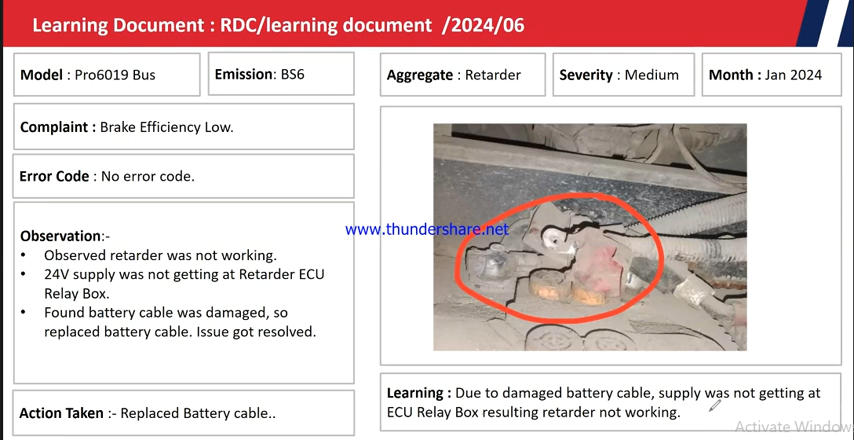 Learning Document : RDC/learning document /2024/06
Model : Pro6019 Bus
Emission: BS6
Aggregate : Retarder
Severity : Medium
Month : Jan 2024
Complaint : Brake Efficiency Low.
Error Code : No error code.
Observation:-
• Observed retarder was not working.
• 24V supply was not getting at Retarder ECU
Relay Box.
• Found battery cable was damaged, so
replaced battery cable. Issue got resolved.
Action Taken :- Replaced Battery cable..
www.thundershare.net
Learning : Due to damaged battery cable, supply was not getting at
ECU Relay Box resulting retarder not working.
Activate Window